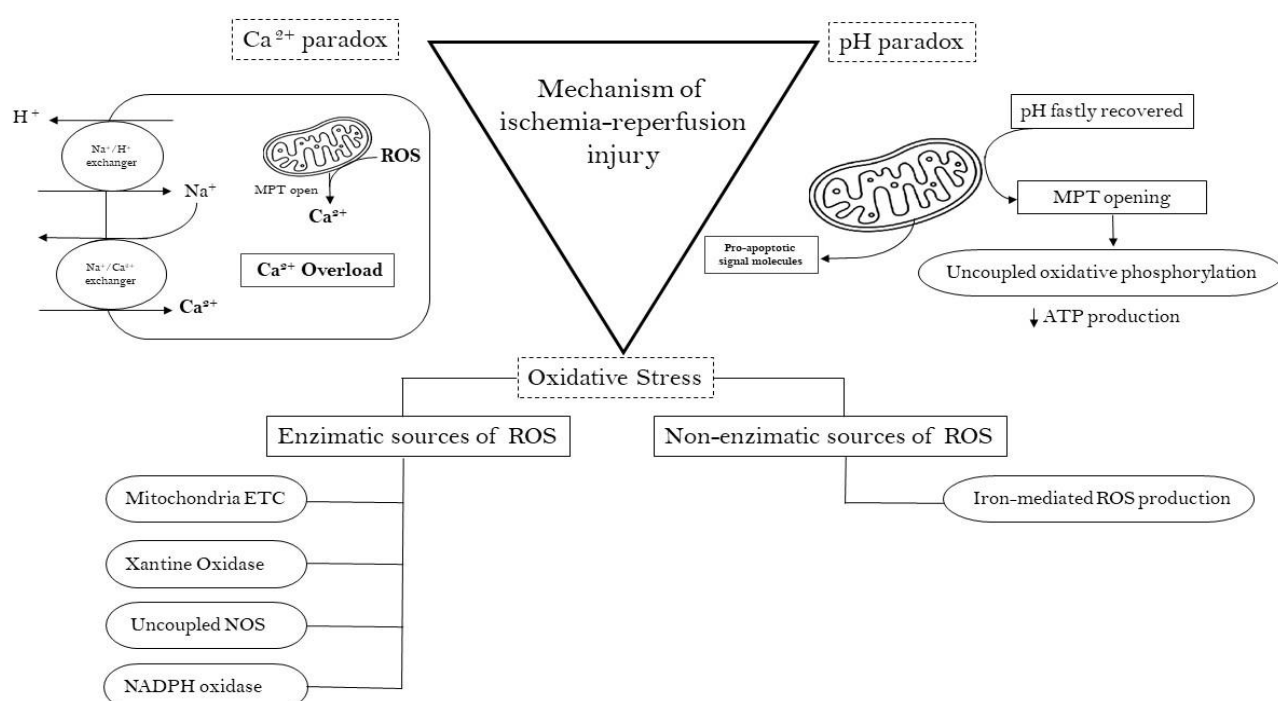 Ca²⁺ paradox
pH paradox
Mechanism of
ischemia-reperfusion
injury
H⁺
Na⁺/H⁺
exchanger
Na⁺
Na⁺/Ca²⁺
exchanger
Ca²⁺
ROS
MPT open
Ca²⁺
Ca²⁺ Overload
pH fastly recovered
MPT opening
Pro-apoptotic
signal molecules
Uncoupled oxidative phosphorylation
↓ ATP production
Oxidative Stress
Enzimatic sources of ROS
Non-enzimatic sources of ROS
Mitochondria ETC
Xantine Oxidase
Uncoupled NOS
NADPH oxidase
Iron-mediated ROS production